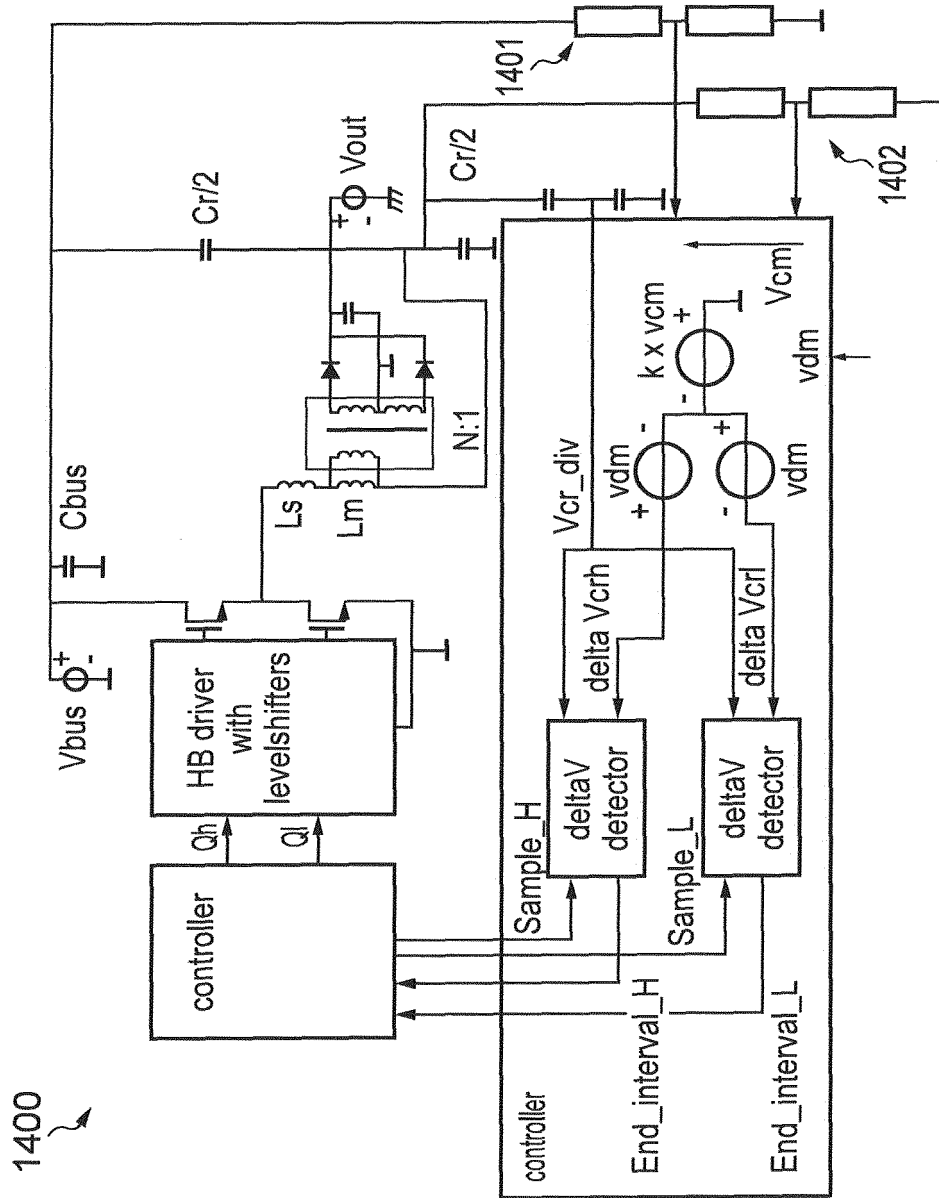 1400
Vbus
+
-
Cbus
Cr/2
HB driver
with
levelshifters
Qh
Ql
controller
Ls
Lm
N:1
+
-
Vout
Cr/2
1401
1402
Vcr_div
Sample_H
deltaV
detector
delta Vcrh
Sample_L
deltaV
detector
delta Vcrl
+
vdm
-
-
vdm
+
-
k x vcm
+
Vcm
vdm
controller
End_interval_H
End_interval_L